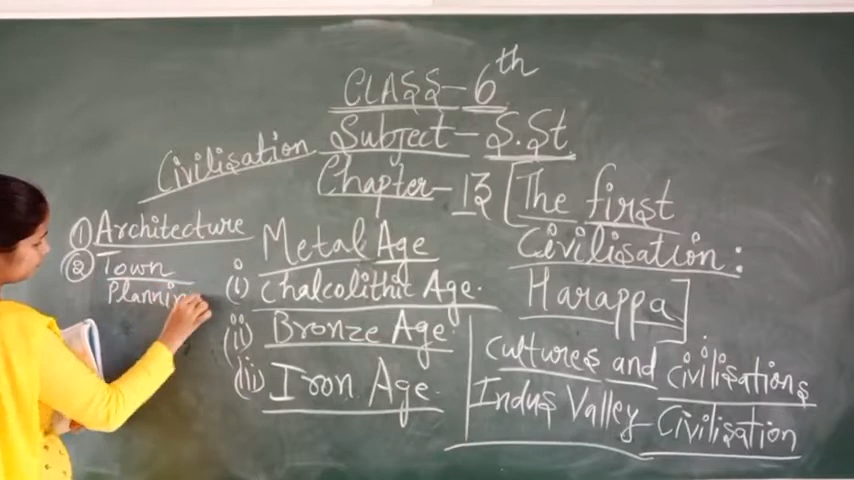 CLASS-6th
Subject-S.St
Chapter-13 [The first
Civilisation:
Harappa]
Civilisation
① Architecture
② Town
Plannin
Metal Age
(i) Chalcolithic Age.
(ii) Bronze Age.
(iii) Iron Age.
Cultures and civilisations
Indus Valley Civilisation